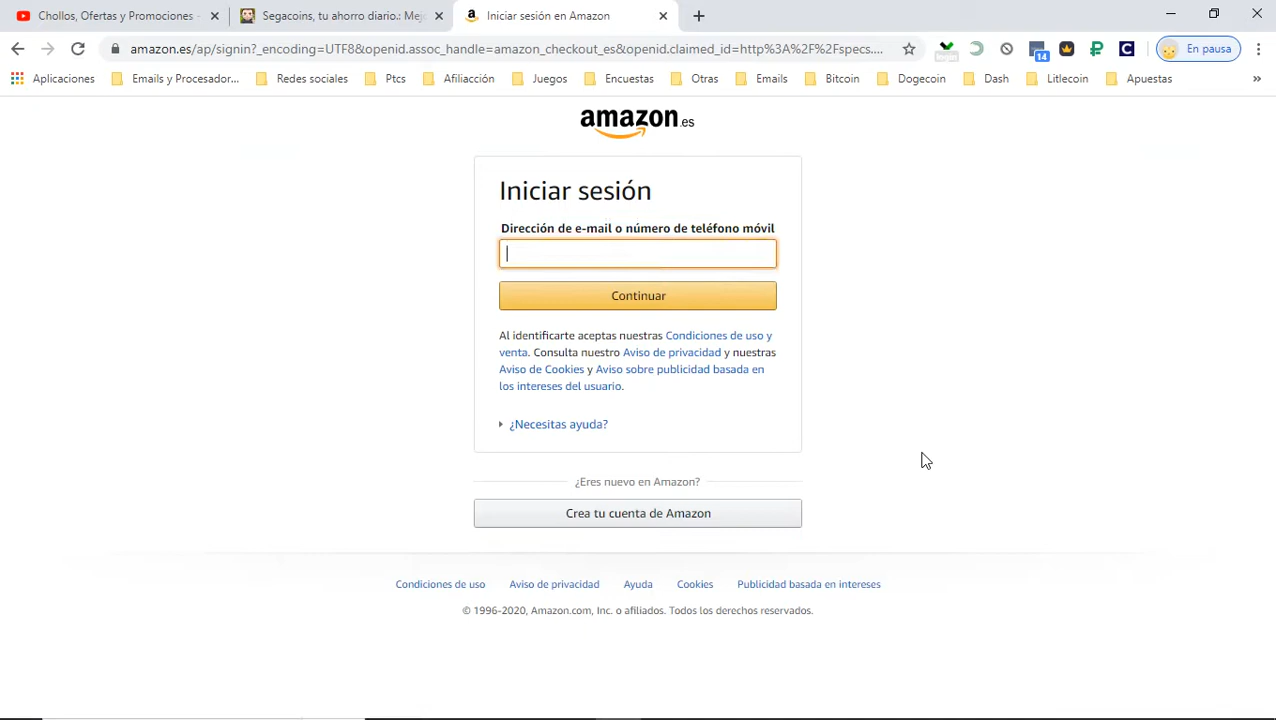 Chollos, Ofertas y Promociones -
Segacoins, tu ahorro diario.: Mejo
Iniciar sesión en Amazon
amazon.es/ap/signin?_encoding=UTF8&openid.assoc_handle=amazon_checkout_es&openid.claimed_id=http%3A%2F%2Fspecs....
14
En pausa
Aplicaciones
Emails y Procesador...
Redes sociales
Ptcs
Afiliacción
Juegos
Encuestas
Otras
Emails
Bitcoin
Dogecoin
Dash
Litlecoin
Apuestas
»
amazon.es
Iniciar sesión
Dirección de e-mail o número de teléfono móvil
Continuar
Al identificarte aceptas nuestras Condiciones de uso y
venta. Consulta nuestro Aviso de privacidad y nuestras
Aviso de Cookies y Aviso sobre publicidad basada en
los intereses del usuario.
¿Necesitas ayuda?
¿Eres nuevo en Amazon?
Crea tu cuenta de Amazon
Condiciones de uso
Aviso de privacidad
Ayuda
Cookies
Publicidad basada en intereses
© 1996-2020, Amazon.com, Inc. o afiliados. Todos los derechos reservados.